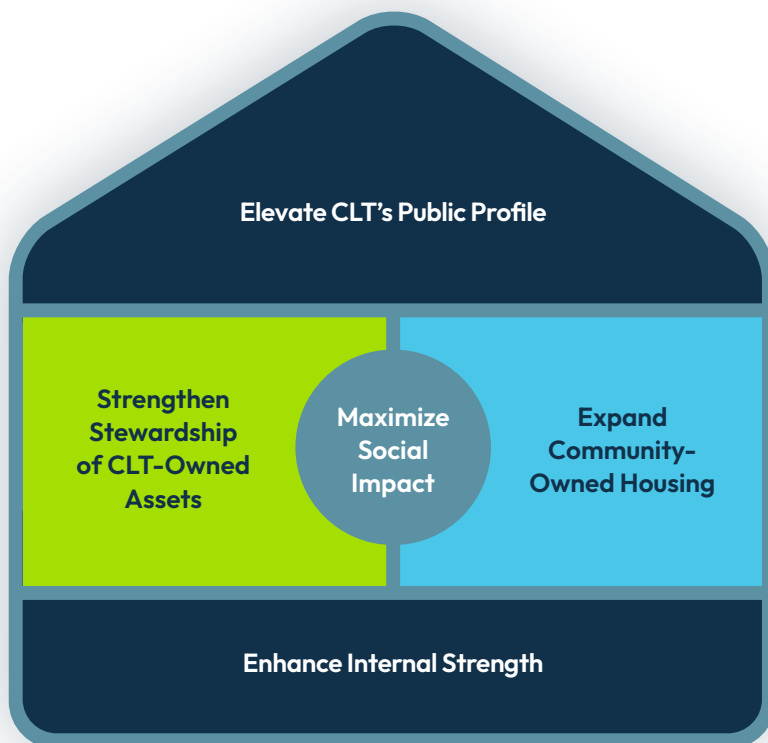 Elevate CLT's Public Profile
Strengthen
Stewardship
of CLT-Owned
Assets
Maximize
Social
Impact
Expand
Community-
Owned Housing
Enhance Internal Strength